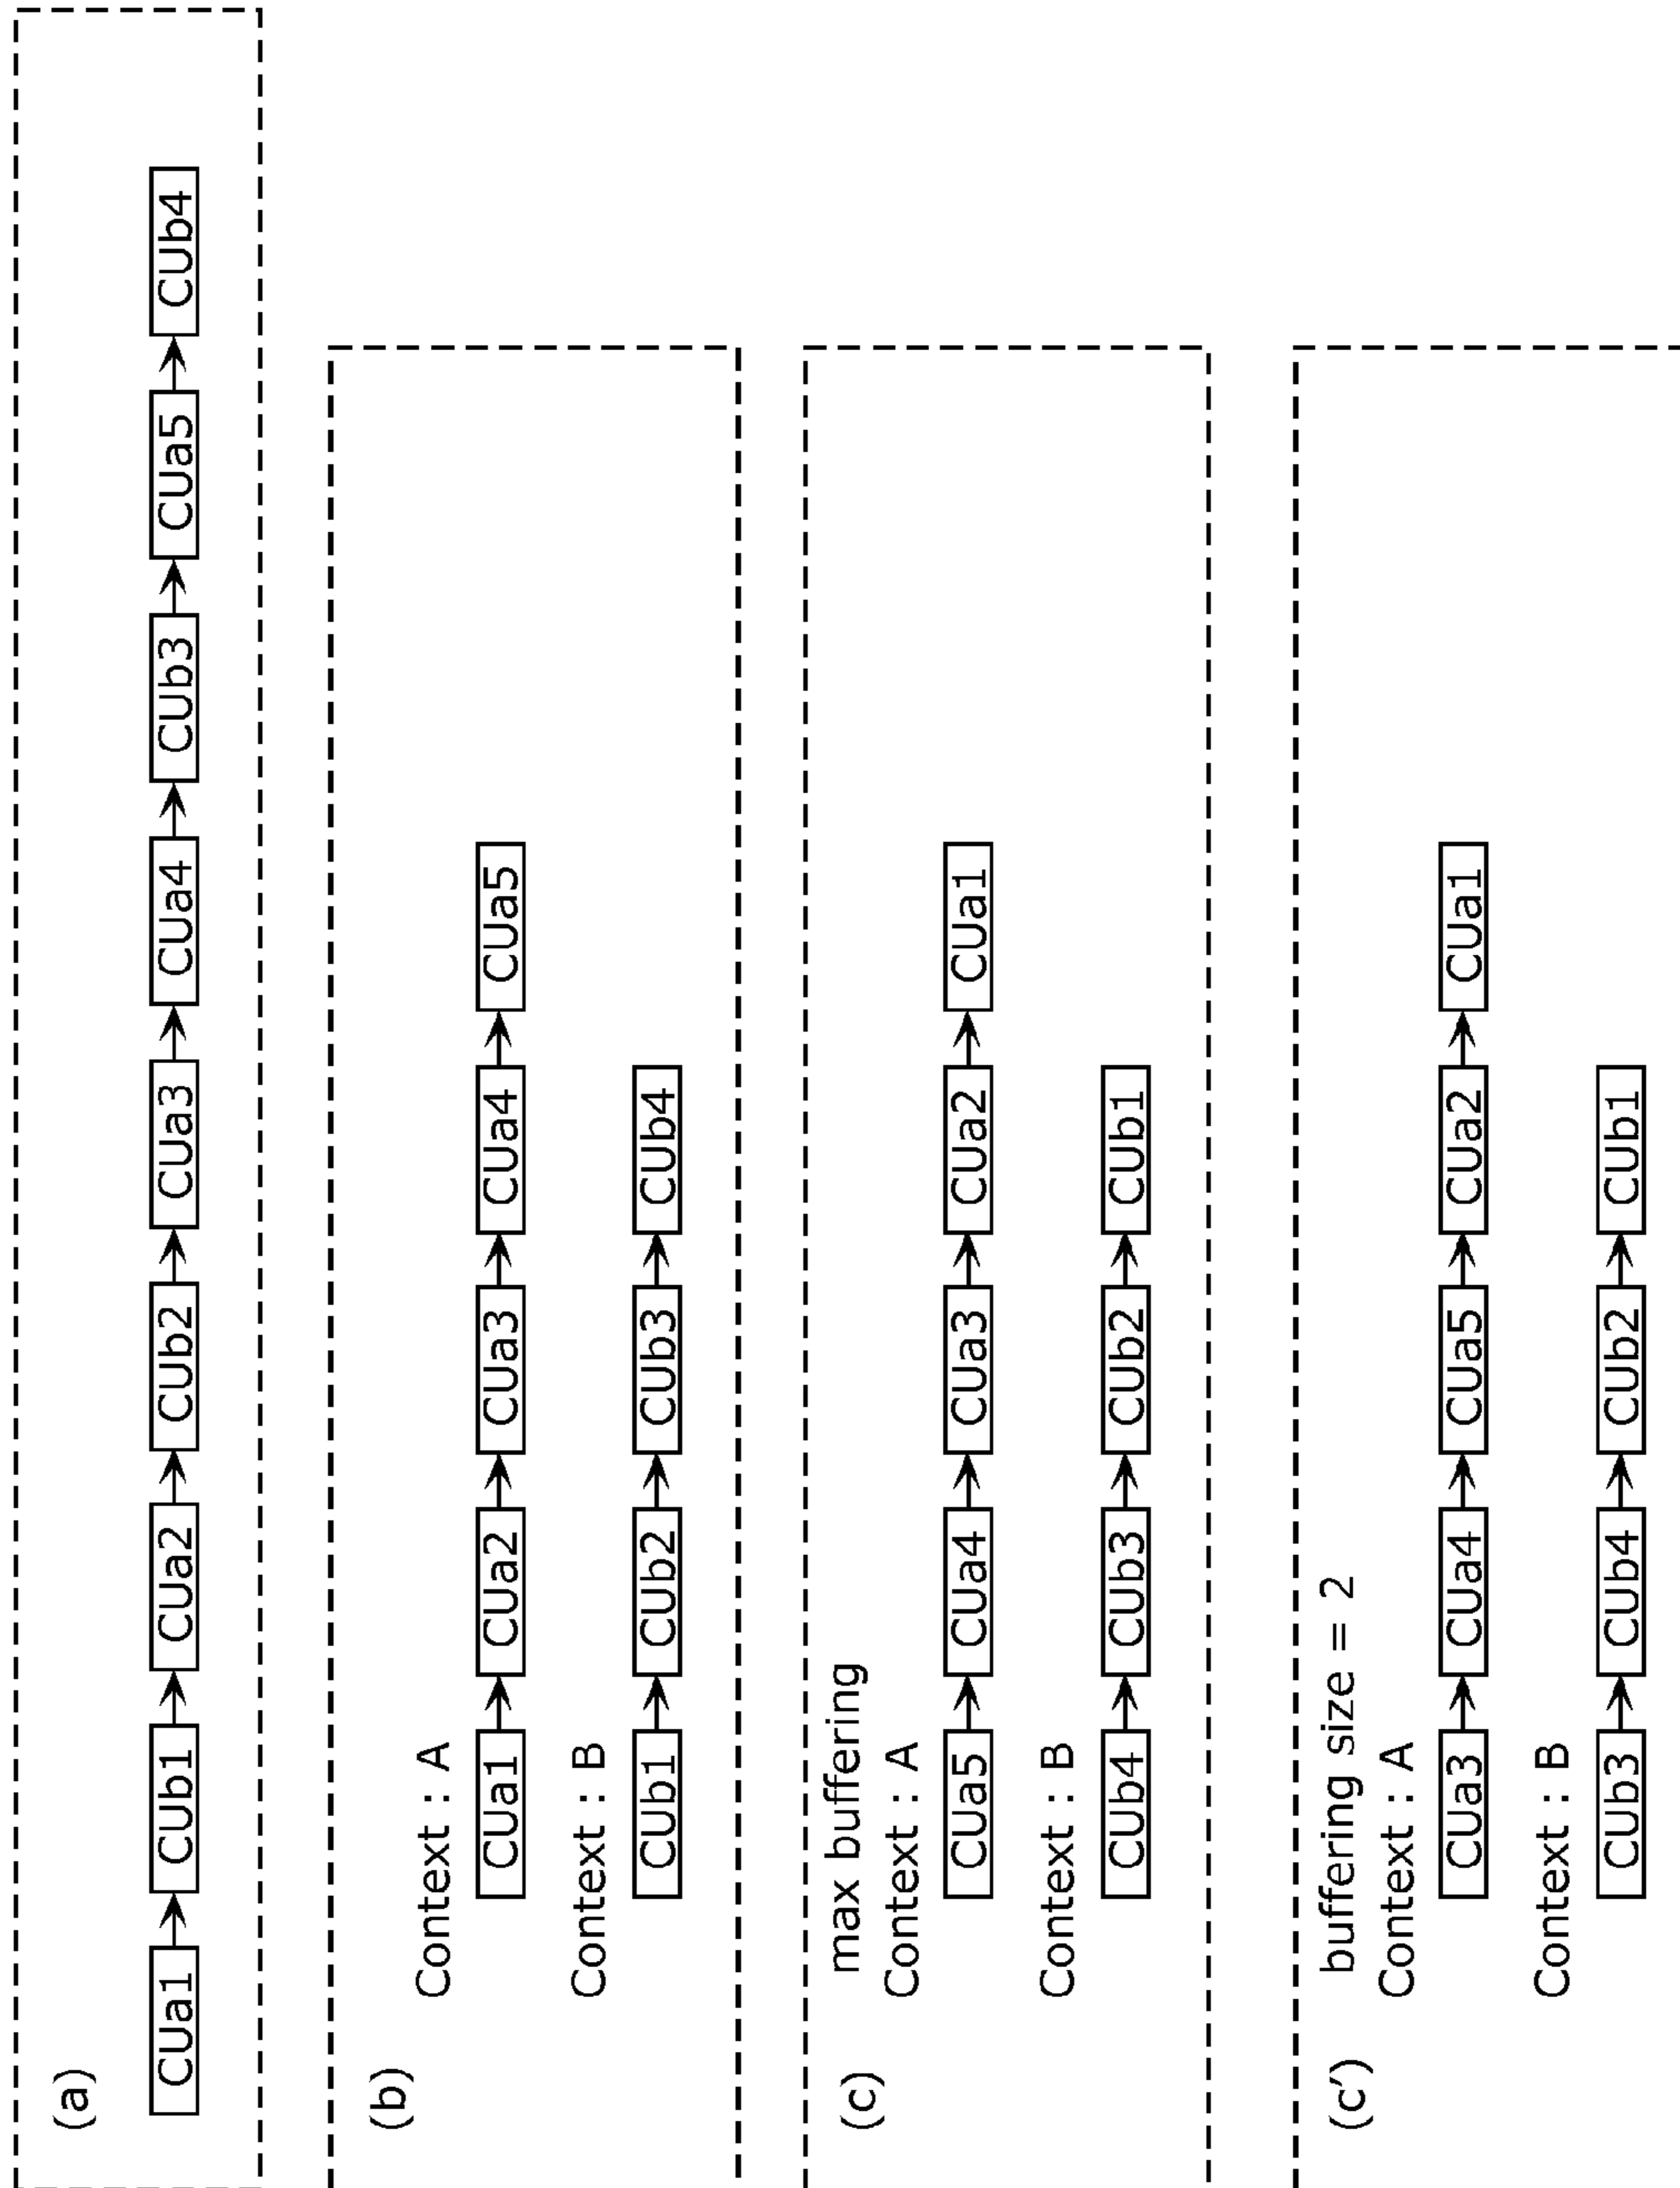 (a)
CUa1 CUb1 CUa2 CUb2 CUa3 CUa4 CUb3 CUa5 CUb4
(b)
Context : A
CUa1 CUa2 CUa3 CUa4 CUa5
Context : B
CUb1 CUb2 CUb3 CUb4
(c) max buffering
Context : A
CUa5 CUa4 CUa3 CUa2 CUa1
Context : B
CUb4 CUb3 CUb2 CUb1
(c′) buffering size = 2
Context : A
CUa3 CUa4 CUa5 CUa2 CUa1
Context : B
CUb3 CUb4 CUb2 CUb1